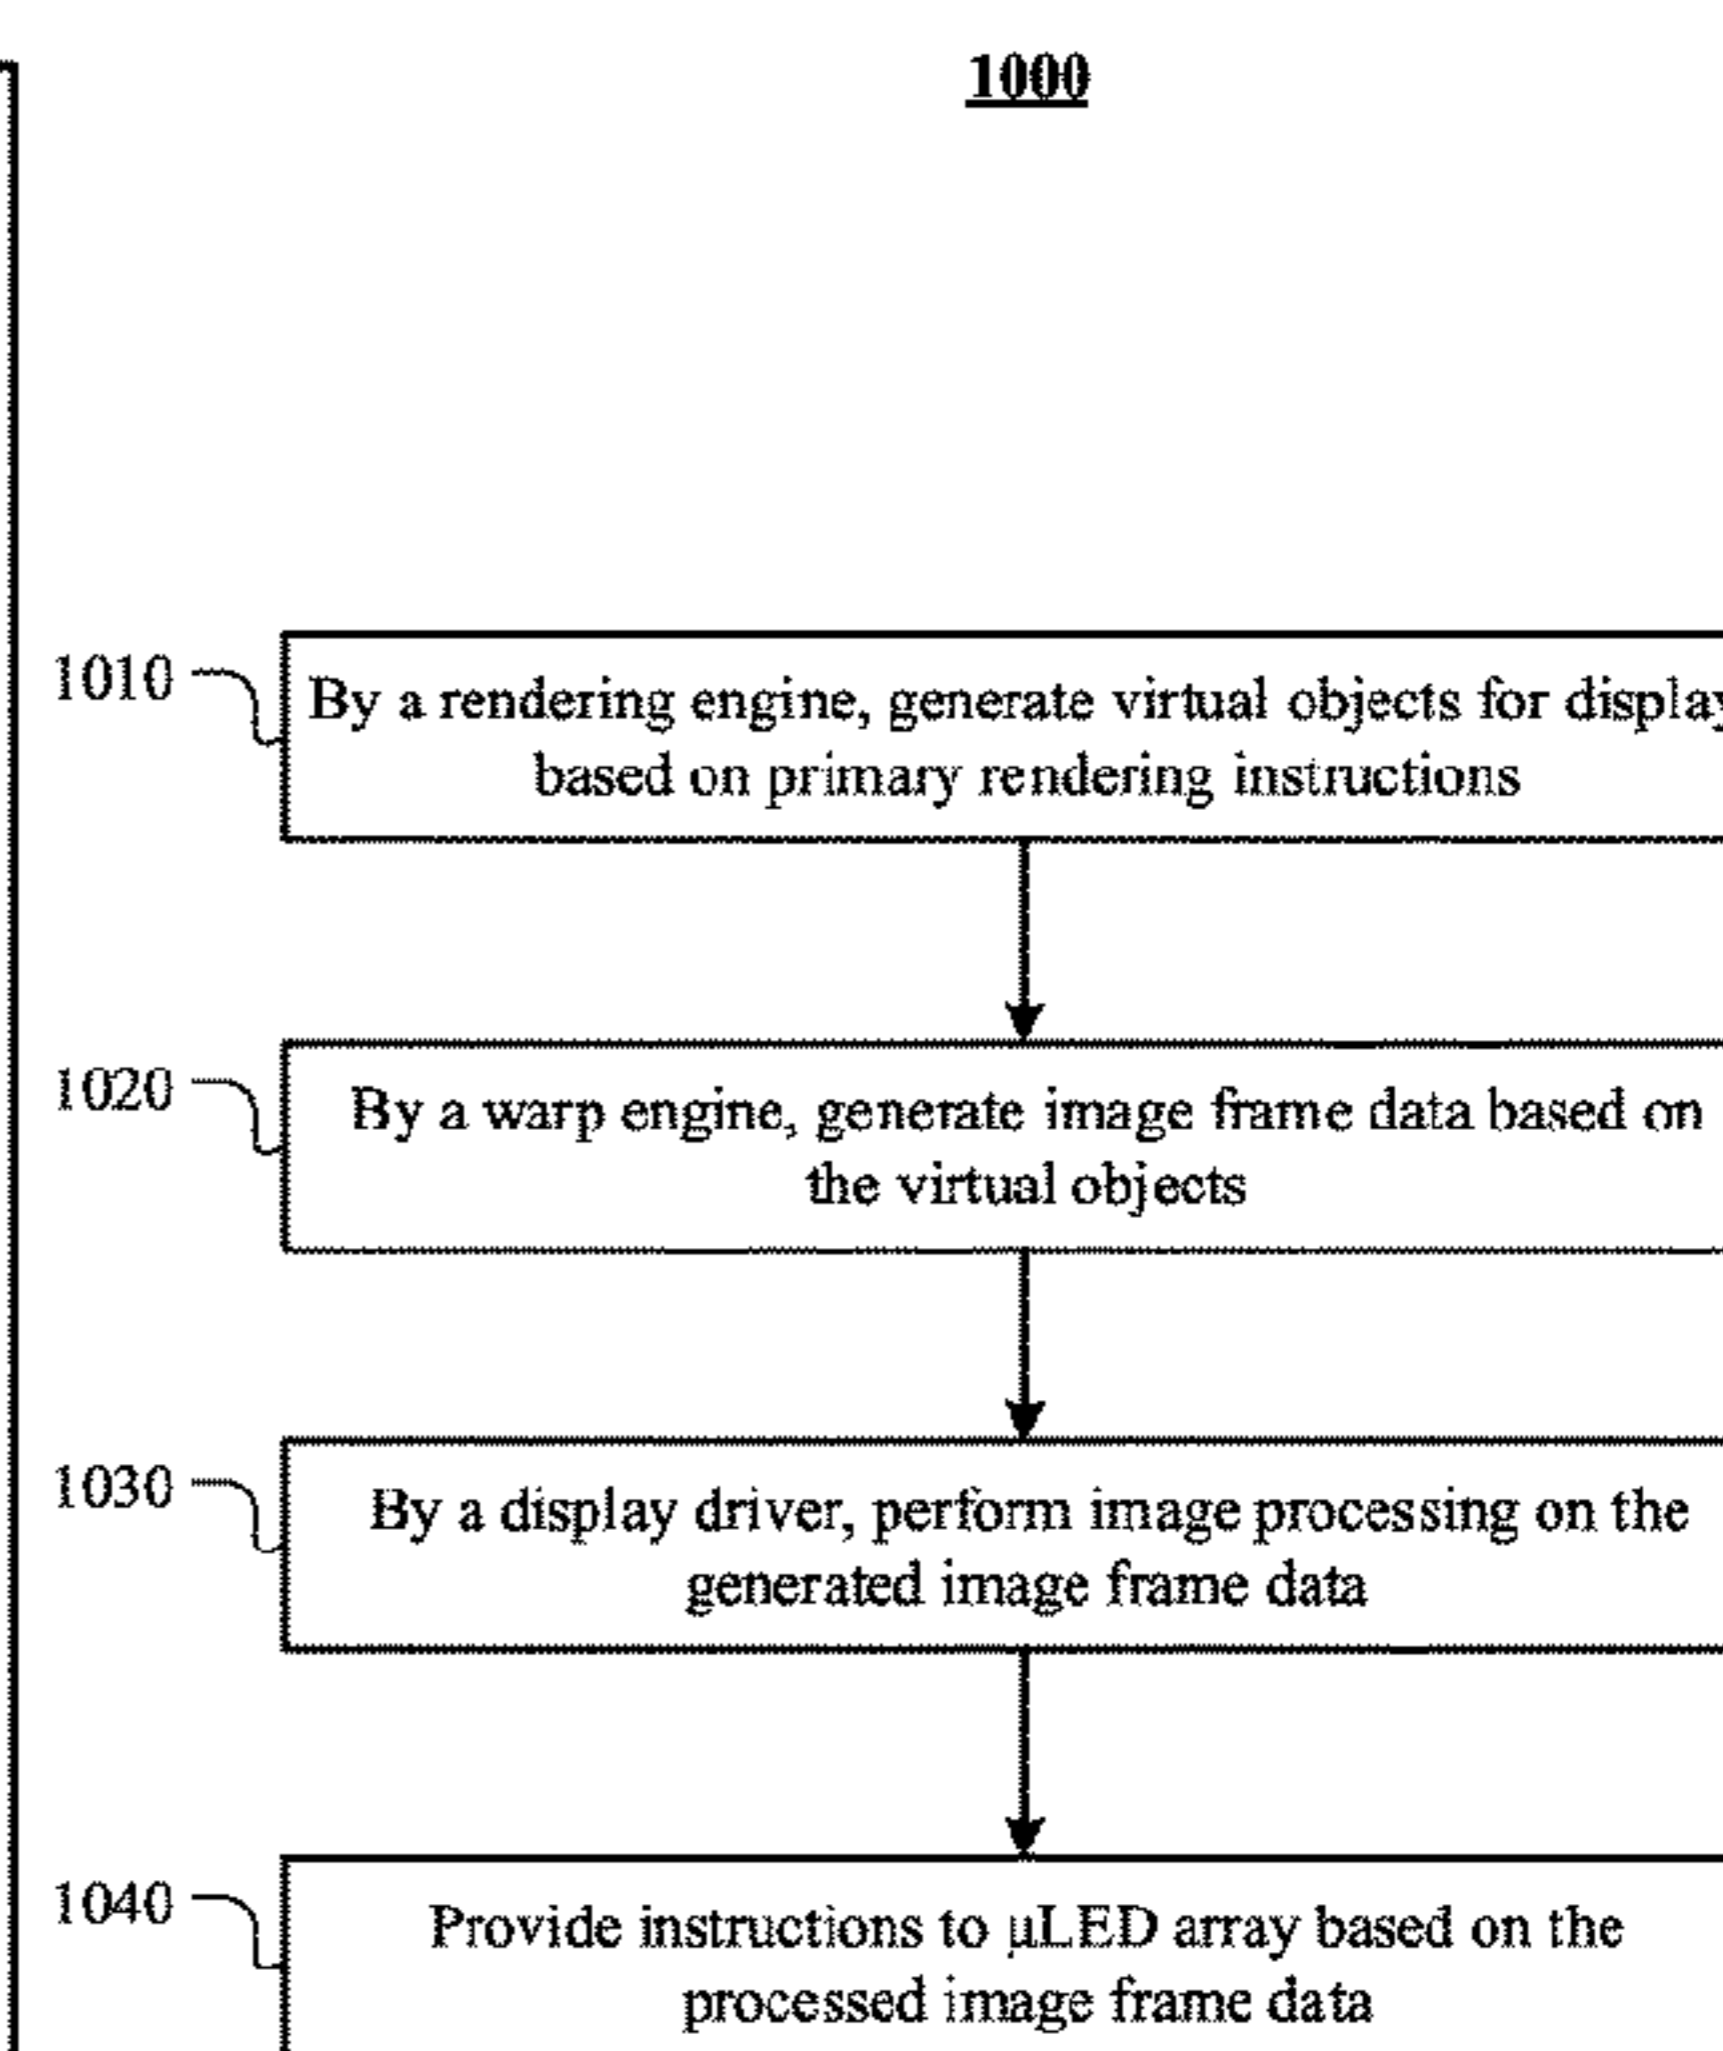 1000
1010
By a rendering engine, generate virtual objects for display
based on primary rendering instructions
1020
By a warp engine, generate image frame data based on
the virtual objects
1030
By a display driver, perform image processing on the
generated image frame data
1040
Provide instructions to µLED array based on the
processed image frame data